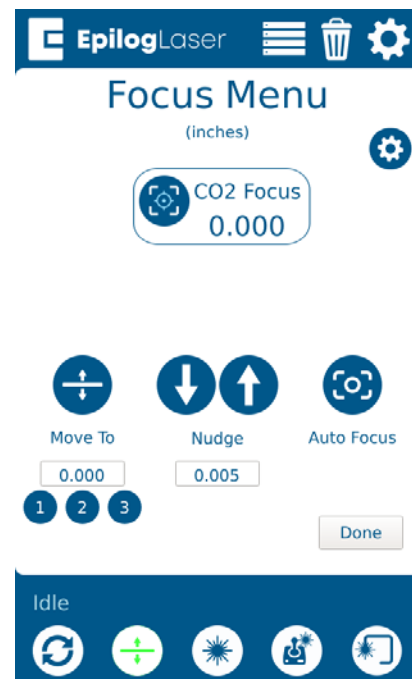 EpilogLaser
Focus Menu
(inches)
CO2 Focus
0.000
Move To
Nudge
Auto Focus
0.000
0.005
1 2 3
Done
Idle